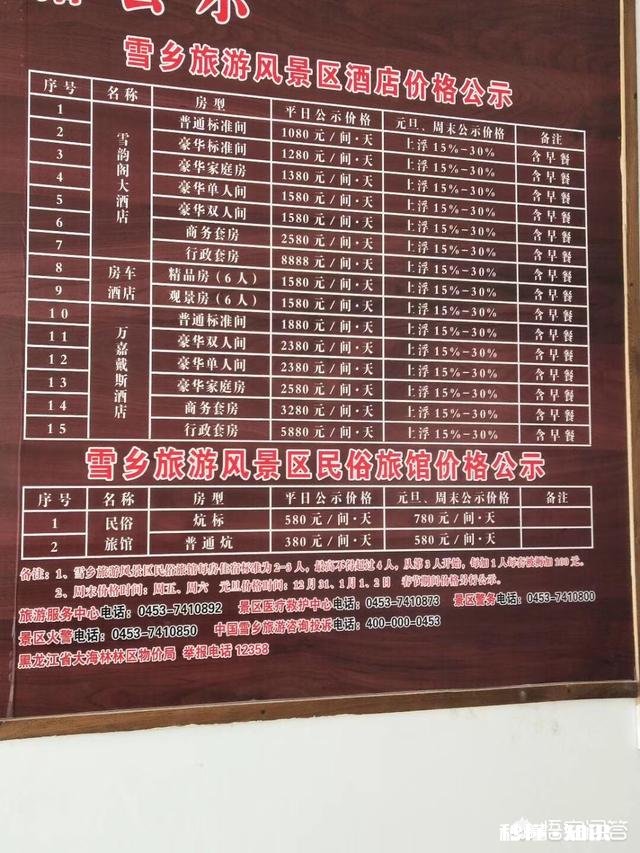 公示
雪乡旅游风景区酒店价格公示
序号 名称 房型 平日公示价格 元旦、周末公示价格 备注
1 雪韵阁大酒店 普通标准间 1080元/间·天 上浮15%-30% 含早餐
2 豪华标准间 1280元/间·天 上浮15%-30% 含早餐
3 豪华家庭房 1380元/间·天 上浮15%-30% 含早餐
4 豪华单人间 1580元/间·天 上浮15%-30% 含早餐
5 豪华双人间 1580元/间·天 上浮15%-30% 含早餐
6 商务套房 2580元/间·天 上浮15%-30% 含早餐
7 行政套房 8888元/间·天 上浮15%-30% 含早餐
8 房车酒店 精品房（6人） 1580元/间·天 上浮15%-30% 含早餐
9 观景房（6人） 1580元/间·天 上浮15%-30% 含早餐
10 万嘉戴斯酒店 普通标准间 1880元/间·天 上浮15%-30% 含早餐
11 豪华双人间 2380元/间·天 上浮15%-30% 含早餐
12 豪华单人间 2380元/间·天 上浮15%-30% 含早餐
13 豪华家庭房 2580元/间·天 上浮15%-30% 含早餐
14 商务套房 3280元/间·天 上浮15%-30% 含早餐
15 行政套房 5880元/间·天 上浮15%-30% 含早餐
雪乡旅游风景区民俗旅馆价格公示
序号 名称 房型 平日公示价格 元旦、周末公示价格 备注
1 民俗旅馆 炕标 580元/间·天 780元/间·天
2 普通炕 380元/间·天 580元/间·天
备注：1、雪乡旅游风景区民俗旅馆每房住宿标准为2-3人，最高不得超过4人，从第3人开始，每加1人每套被褥加100元。
2、周末价格时间：周五、周六 元旦价格时间：12月31、1月1、2日 春节期间价格另行公示。
旅游服务中心电话：0453-7410892 景区医疗救护中心电话：0453-7410873 景区警务电话：0453-7410800
景区火警电话：0453-7410850 中国雪乡旅游咨询投诉电话：400-000-0453
黑龙江省大海林林区物价局 举报电话 12358